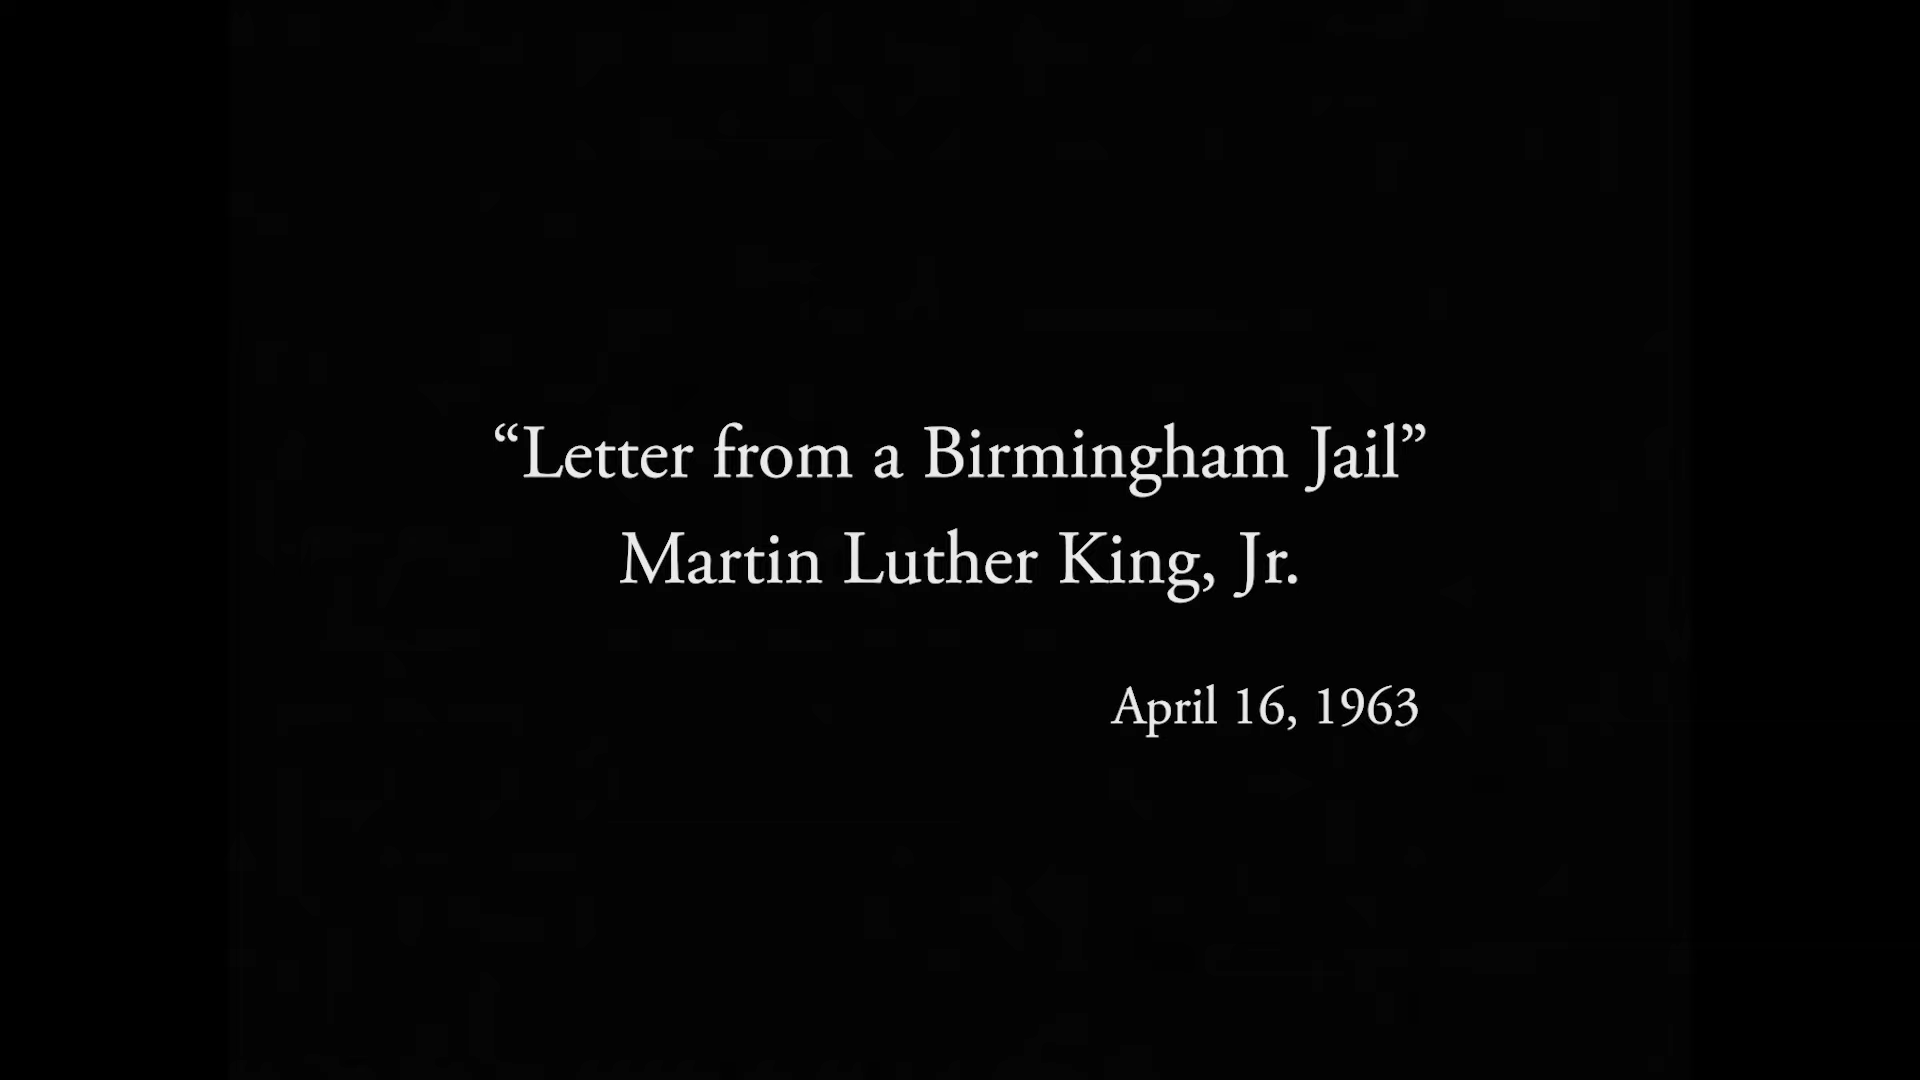 “Letter from a Birmingham Jail”
Martin Luther King, Jr.
April 16, 1963